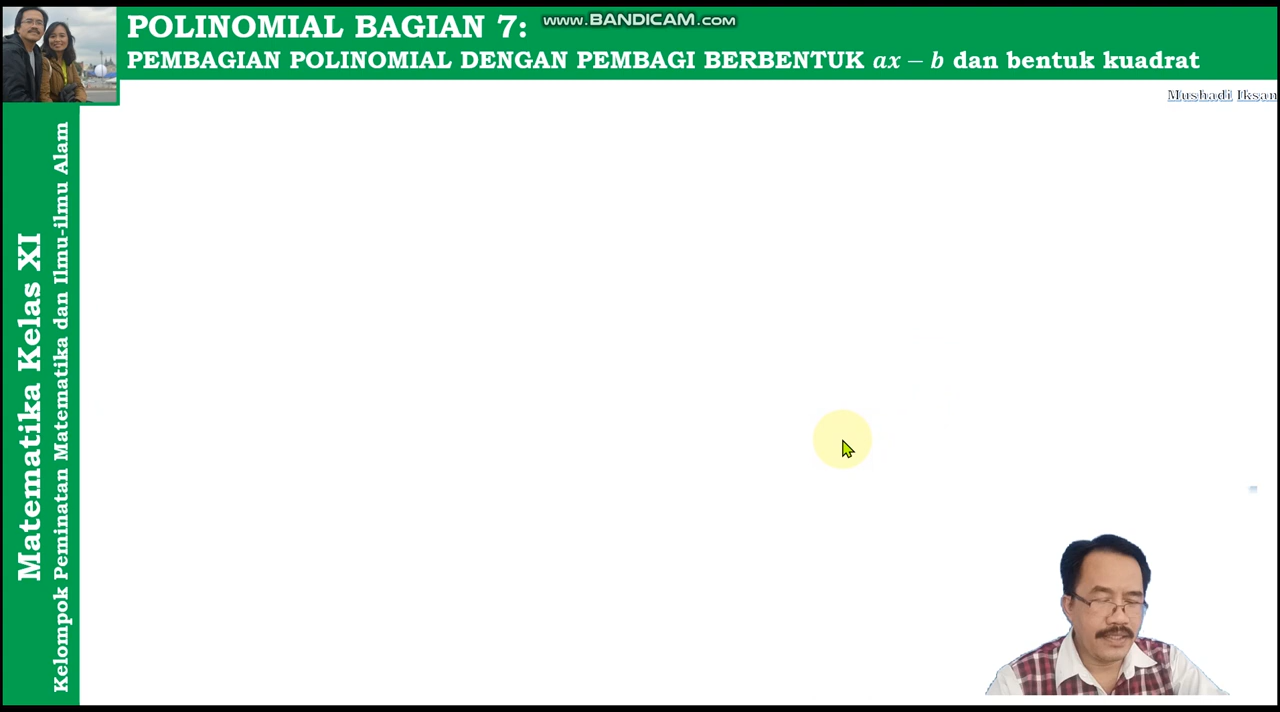 www.BANDICAM.com
POLINOMIAL BAGIAN 7:
PEMBAGIAN POLINOMIAL DENGAN PEMBAGI BERBENTUK ax − b dan bentuk kuadrat
Mushadi Iksan
Matematika Kelas XI
Kelompok Peminatan Matematika dan Ilmu-ilmu Alam